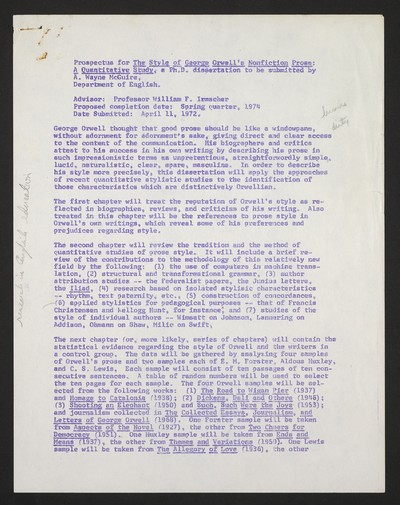 Prospectus for The Style of George Orwell's Nonfiction Prose:
A Quantitative Study, a Ph.D. dissertation to be submitted by
A. Wayne McGuire,
Department of English.
Advisor: Professor William F. Irmscher
Proposed completion date: Spring quarter, 1974
Date Submitted: April 11, 1972.
George Orwell thought that good prose should be like a windowpane,
without adornment for adornment's sake, giving direct and clear access
to the content of the communication. His biographers and critics
attest to his success in his own writing by describing his prose in
such impressionistic terms as unpretentious, straightforwardly simple,
lucid, naturalistic, clear, spare, masculine. In order to describe
his style more precisely, this dissertation will apply the approaches
of recent quantitative stylistic studies to the identification of
those characteristics which are distinctively Orwellian.
The first chapter will treat the reputation of Orwell's style as re-
flected in biographies, reviews, and criticism of his writing. Also
treated in this chapter will be the references to prose style in
Orwell's own writings, which reveal some of his preferences and
prejudices regarding style.
The second chapter will review the tradition and the method of
quantitative studies of prose style. It will include a brief re-
view of the contributions to the methodology of this relatively new
field by the following: (1) the use of computers in machine trans-
lation, (2) structural and transformational grammar, (3) author
attribution studies -- the Federalist papers, the Junius letters,
the Iliad, (4) research based on isolated stylistic characteristics
-- rhythm, text paternity, etc., (5) construction of concordances,
(6) applied stylistics for pedagogical purposes -- that of Francis
Christensen and Kellogg Hunt, for instance, and (7) studies of the
style of individual authors -- Wimsatt on Johnson, Lannering on
Addison, Ohmann on Shaw, Milic on Swift.
The next chapter (or, more likely, series of chapters) will contain the
statistical evidence regarding the style of Orwell and the writers in
a control group. The data will be gathered by analyzing four samples
of Orwell's prose and two samples each of E. M. Forster, Aldous Huxley,
and C. S. Lewis. Each sample will consist of ten passages of ten con-
secutive sentences. A table of random numbers will be used to select
the ten pages for each sample. The four Orwell samples will be sel-
ected from the following works: (1) The Road to Wigan Pier (1937)
and Homage to Catalonia (1938); (2) Dickens, Dali and Others (1946);
(3) Shooting an Elephant (1950) and Such, Such Were the Joys (1953);
and journalism collected in The Collected Essays, Journalism, and
Letters of George Orwell (1968). One Forster sample will be taken
from Aspects of the Novel (1927), the other from Two Cheers for
Democracy (1951). One Huxley sample will be taken from Ends and
Means (1937), the other from Themes and Variations (1950). One Lewis
sample will be taken from The Allegory of Love (1936), the other